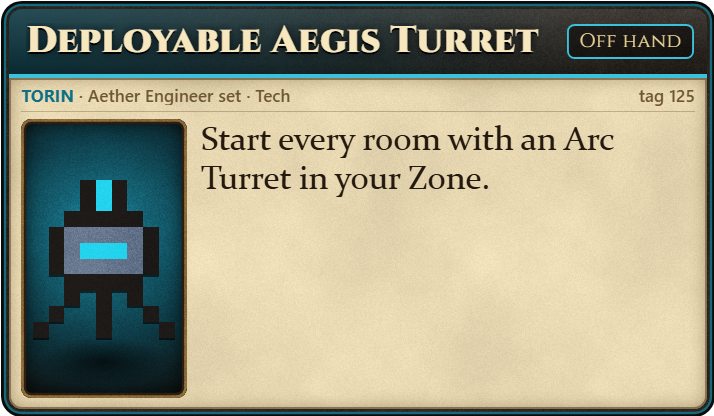 Deployable Aegis Turret
Off hand
TORIN · Aether Engineer set · Tech
tag 125
Start every room with an Arc
Turret in your Zone.